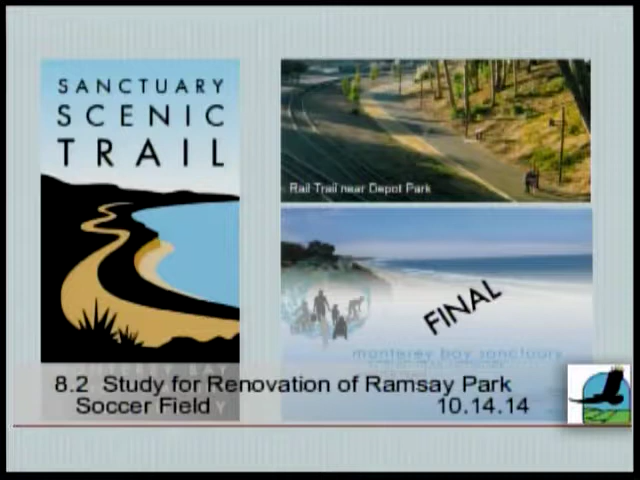 SANCTUARY
SCENIC
TRAIL
Rail Trail near Depot Park
FINAL
monterey bay sanctuary
8.2 Study for Renovation of Ramsay Park
Soccer Field 10.14.14